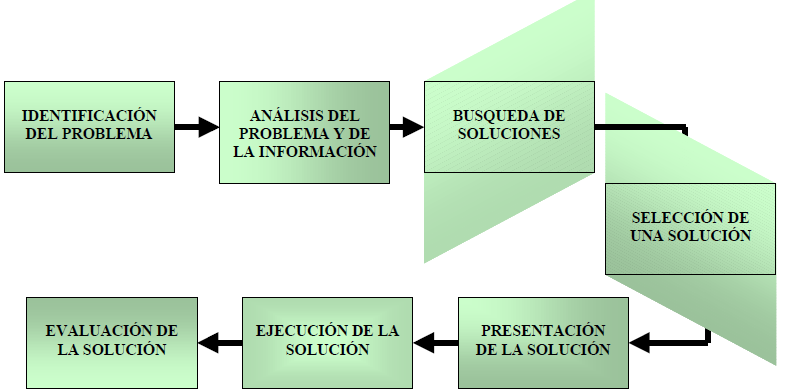 IDENTIFICACIÓN
DEL PROBLEMA
ANÁLISIS DEL
PROBLEMA Y DE
LA INFORMACIÓN
BUSQUEDA DE
SOLUCIONES
SELECCIÓN DE
UNA SOLUCIÓN
PRESENTACIÓN
DE LA SOLUCIÓN
EJECUCIÓN DE LA
SOLUCIÓN
EVALUACIÓN DE
LA SOLUCIÓN